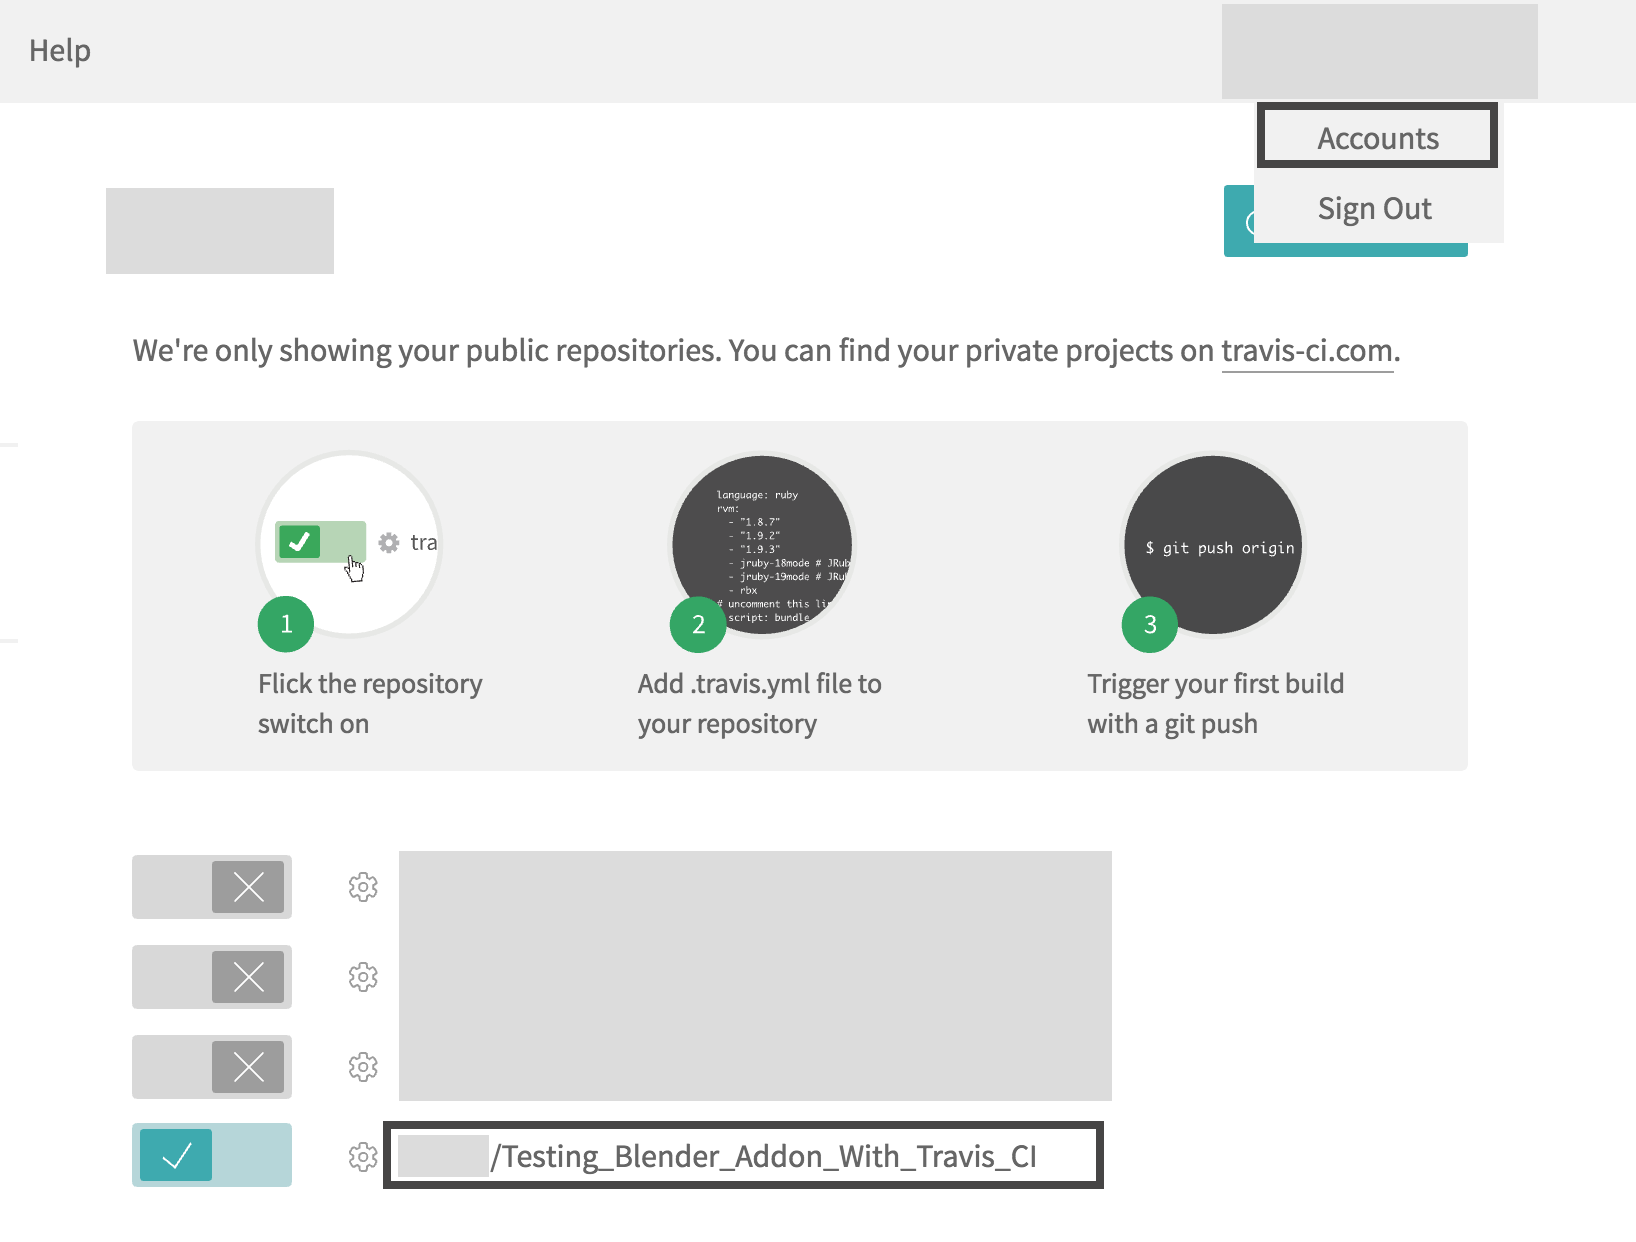 Help
Accounts
Sign Out
We're only showing your public repositories. You can find your private projects on travis-ci.com.
tra
language: ruby
rvm:
- "1.8.7"
- "1.9.2"
- "1.9.3"
- jruby-18mode # JRub
- jruby-19mode # JRu
- rbx
# uncomment this li
script: bundle
$ git push origin
1
2
3
Flick the repository
switch on
Add .travis.yml file to
your repository
Trigger your first build
with a git push
/Testing_Blender_Addon_With_Travis_CI